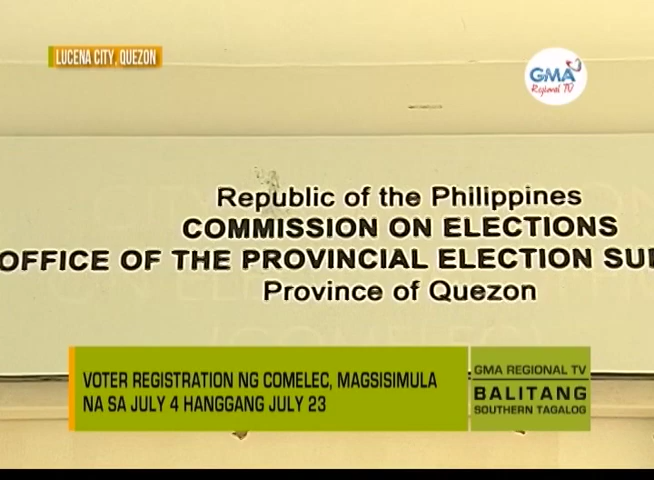 LUCENA CITY, QUEZON
GMA
Regional TV
Republic of the Philippines
COMMISSION ON ELECTIONS
OFFICE OF THE PROVINCIAL ELECTION
Province of Quezon
VOTER REGISTRATION NG COMELEC, MAGSISIMULA
NA SA JULY 4 HANGGANG JULY 23
GMA REGIONAL TV
BALITANG
SOUTHERN TAGALOG